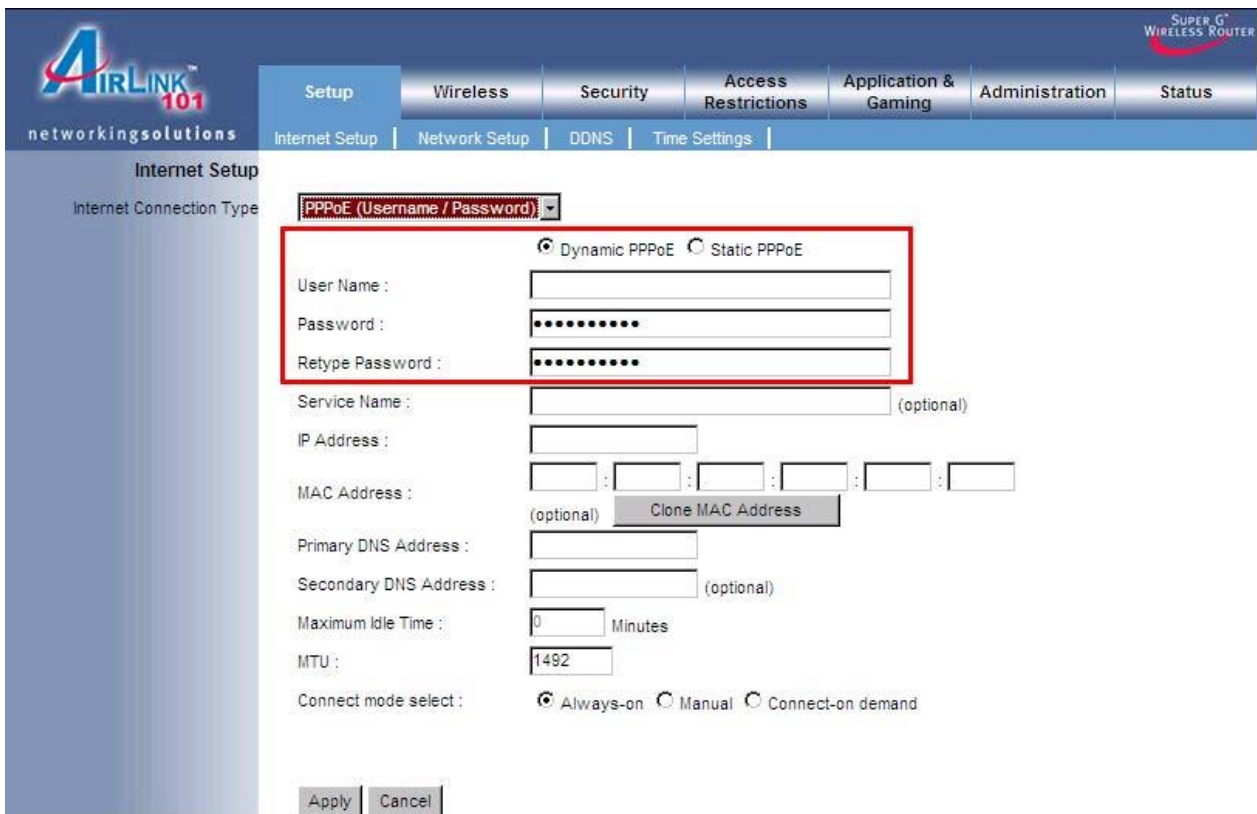 SUPER G
WIRELESS ROUTER
AIRLINK™
101
networkingsolutions
Setup
Wireless
Security
Access Restrictions
Application & Gaming
Administration
Status
Internet Setup
Network Setup
DDNS
Time Settings
Internet Setup
Internet Connection Type
PPPoE (Username / Password)
Dynamic PPPoE Static PPPoE
User Name :
Password : ••••••••••
Retype Password : ••••••••••
Service Name : (optional)
IP Address :
MAC Address : : : : : :
(optional) Clone MAC Address
Primary DNS Address :
Secondary DNS Address : (optional)
Maximum Idle Time : 0 Minutes
MTU : 1492
Connect mode select : Always-on Manual Connect-on demand
Apply Cancel